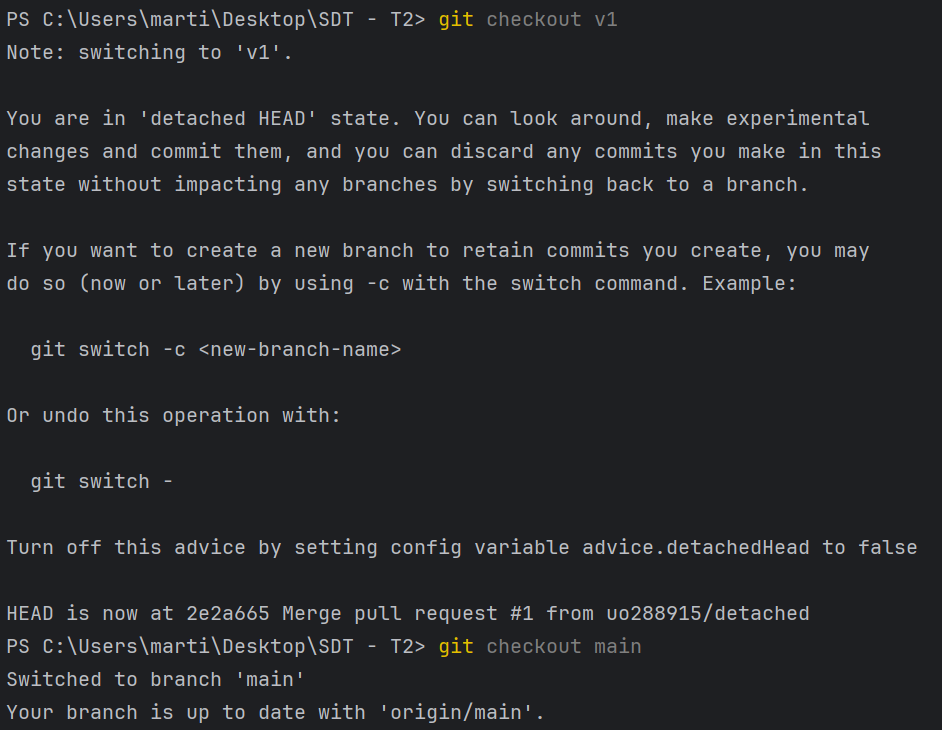 PS C:\Users\marti\Desktop\SDT - T2> git checkout v1
Note: switching to 'v1'.
You are in 'detached HEAD' state. You can look around, make experimental
changes and commit them, and you can discard any commits you make in this
state without impacting any branches by switching back to a branch.
If you want to create a new branch to retain commits you create, you may
do so (now or later) by using -c with the switch command. Example:
  git switch -c <new-branch-name>
Or undo this operation with:
  git switch -
Turn off this advice by setting config variable advice.detachedHead to false
HEAD is now at 2e2a665 Merge pull request #1 from uo288915/detached
PS C:\Users\marti\Desktop\SDT - T2> git checkout main
Switched to branch 'main'
Your branch is up to date with 'origin/main'.